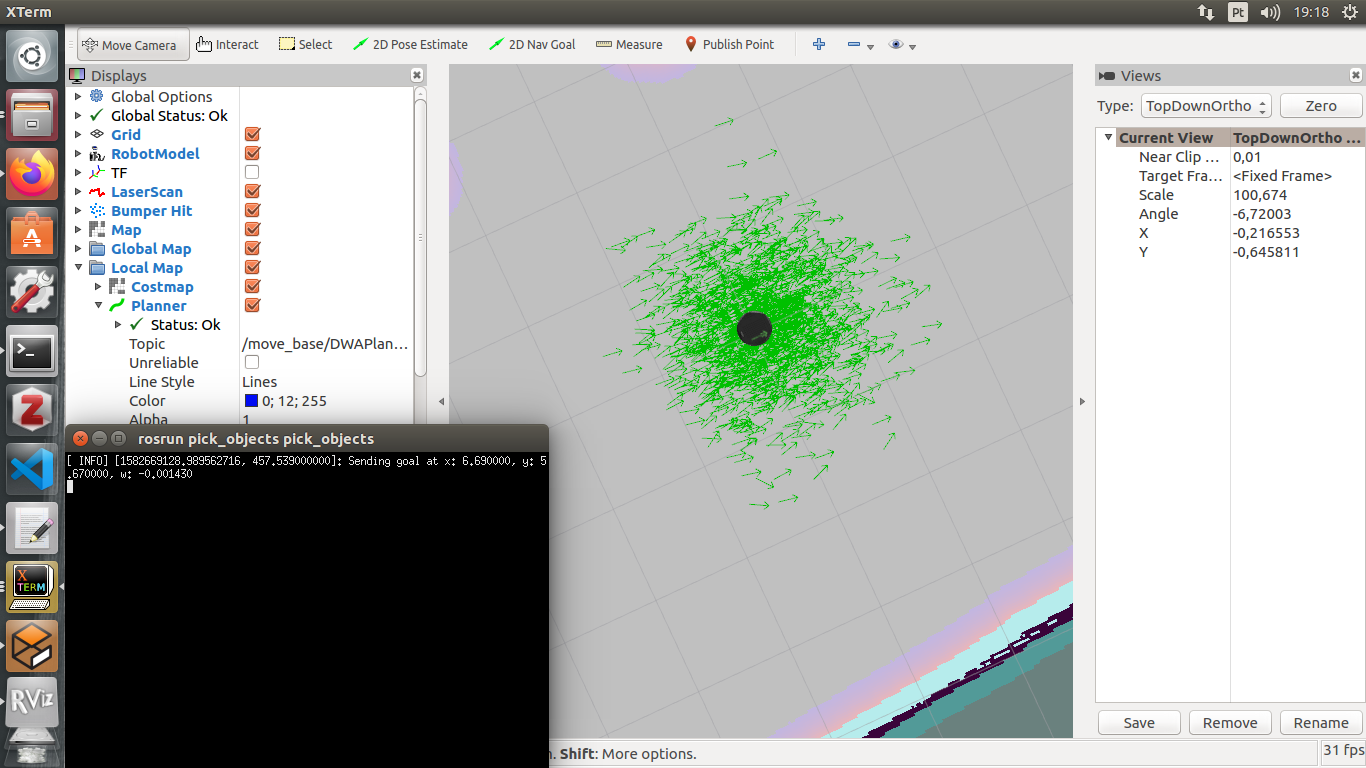 XTerm
Pt
19:18
Move Camera
Interact
Select
2D Pose Estimate
2D Nav Goal
Measure
Publish Point
Displays
Global Options
Global Status: Ok
Grid
RobotModel
TF
LaserScan
Bumper Hit
Map
Global Map
Local Map
Costmap
Planner
Status: Ok
Topic /move_base/DWAPlan…
Unreliable
Line Style Lines
Color 0; 12; 255
Alpha 1
rosrun pick_objects pick_objects
[ INFO] [1582669128.989562716, 457.539000000]: Sending goal at x: 6.690000, y: 5
.670000, w: -0.001430
Views
Type: TopDownOrtho Zero
Current View TopDownOrtho ...
Near Clip … 0,01
Target Fra… <Fixed Frame>
Scale 100,674
Angle -6,72003
X -0,216553
Y -0,645811
Save Remove Rename
Shift: More options.
31 fps
X
TERM
RViz